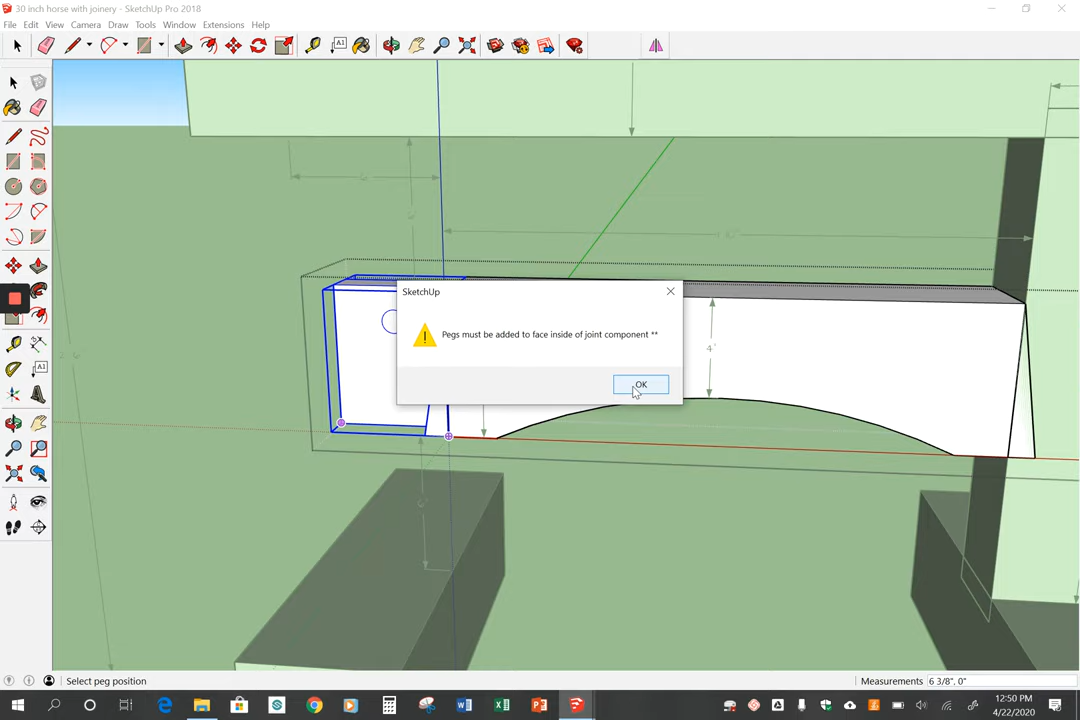 30 inch horse with joinery - SketchUp Pro 2018
File Edit View Camera Draw Tools Window Extensions Help
A1
A1
SketchUp
Pegs must be added to face inside of joint component **
OK
4'
Select peg position
Measurements 6 3/8", 0"
12:50 PM
4/22/2020